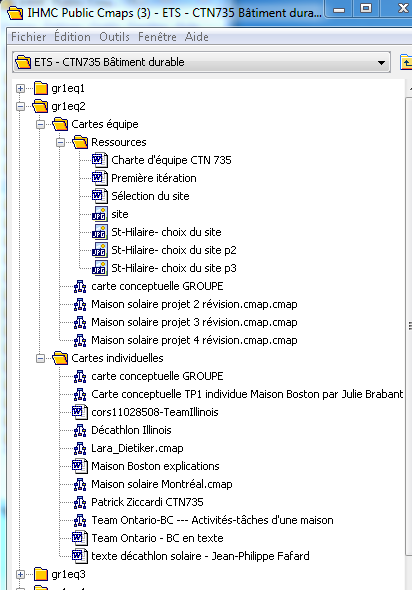 IHMC Public Cmaps (3) - ETS - CTN735 Bâtiment dura...
Fichier Édition Outils Fenêtre Aide
ETS - CTN735 Bâtiment durable
gr1eq1
gr1eq2
Cartes équipe
Ressources
Charte d'équipe CTN 735
Première itération
Sélection du site
site
St-Hilaire- choix du site
St-Hilaire- choix du site p2
St-Hilaire- choix du site p3
carte conceptuelle GROUPE
Maison solaire projet 2 révision.cmap.cmap
Maison solaire projet 3 révision.cmap.cmap
Maison solaire projet 4 révision.cmap.cmap
Cartes individuelles
carte conceptuelle GROUPE
Carte conceptuelle TP1 individue Maison Boston par Julie Brabant
cors11028508-TeamIllinois
Décathlon Illinois
Lara_Dietiker.cmap
Maison Boston explications
Maison solaire Montréal.cmap
Patrick Ziccardi CTN735
Team Ontario-BC --- Activités-tâches d'une maison
Team Ontario - BC en texte
texte décathlon solaire - Jean-Philippe Fafard
gr1eq3